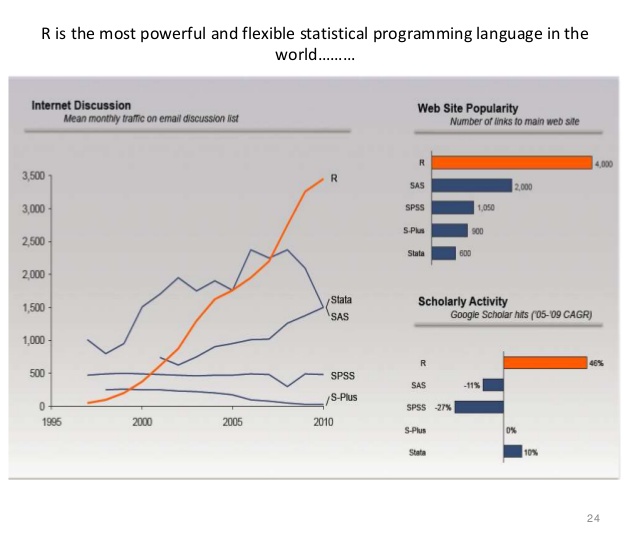 R is the most powerful and flexible statistical programming language in the
world.........
Internet Discussion
Mean monthly traffic on email discussion list
3,500
3,000
2,500
2,000
1,500
1,000
500
0
1995
2000
2005
2010
R
Stata
SAS
SPSS
S-Plus
Web Site Popularity
Number of links to main web site
R 4,000
SAS 2,000
SPSS 1,050
S-Plus 900
Stata 600
Scholarly Activity
Google Scholar hits ('05-'09 CAGR)
R 46%
SAS -11%
SPSS -27%
S-Plus 0%
Stata 10%
24